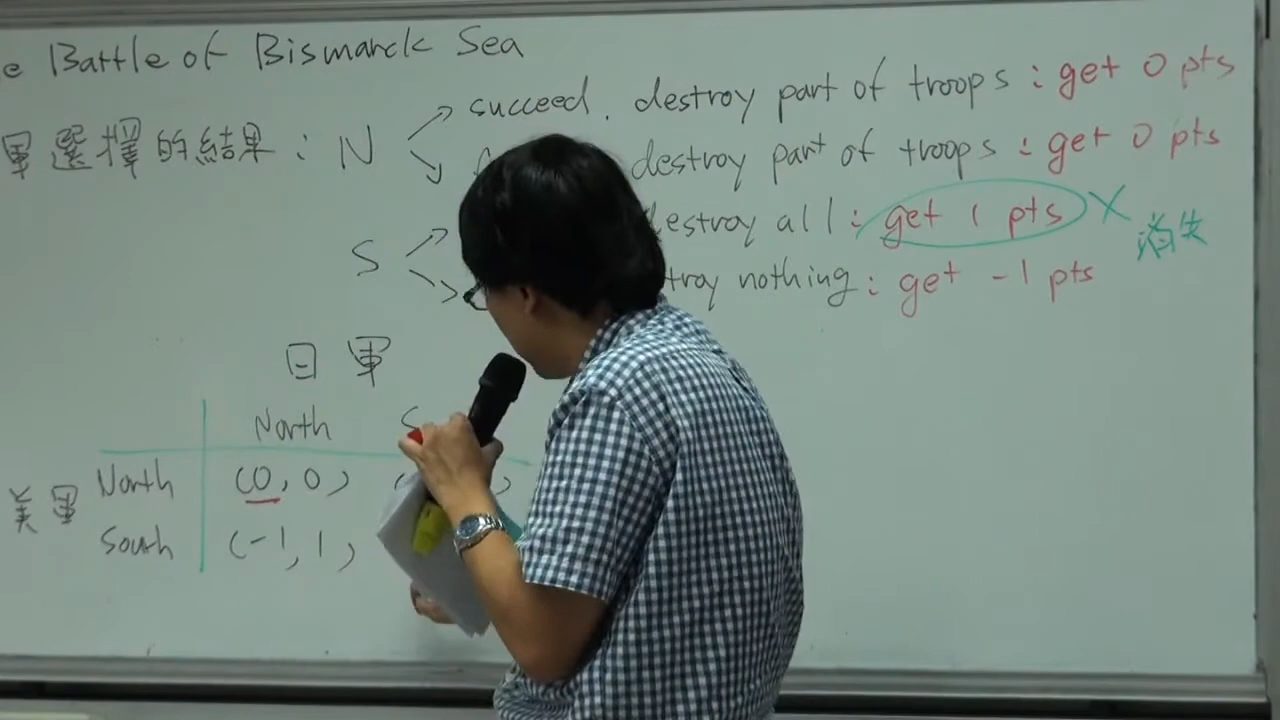 e Battle of Bismarck Sea
軍選擇的結果：N
succeed, destroy part of troops : get 0 pts
destroy part of troops : get 0 pts
S
destroy all : get 1 pts X 消失
troy nothing : get -1 pts
日軍
North S
美軍 North (0, 0)
South (-1, 1)